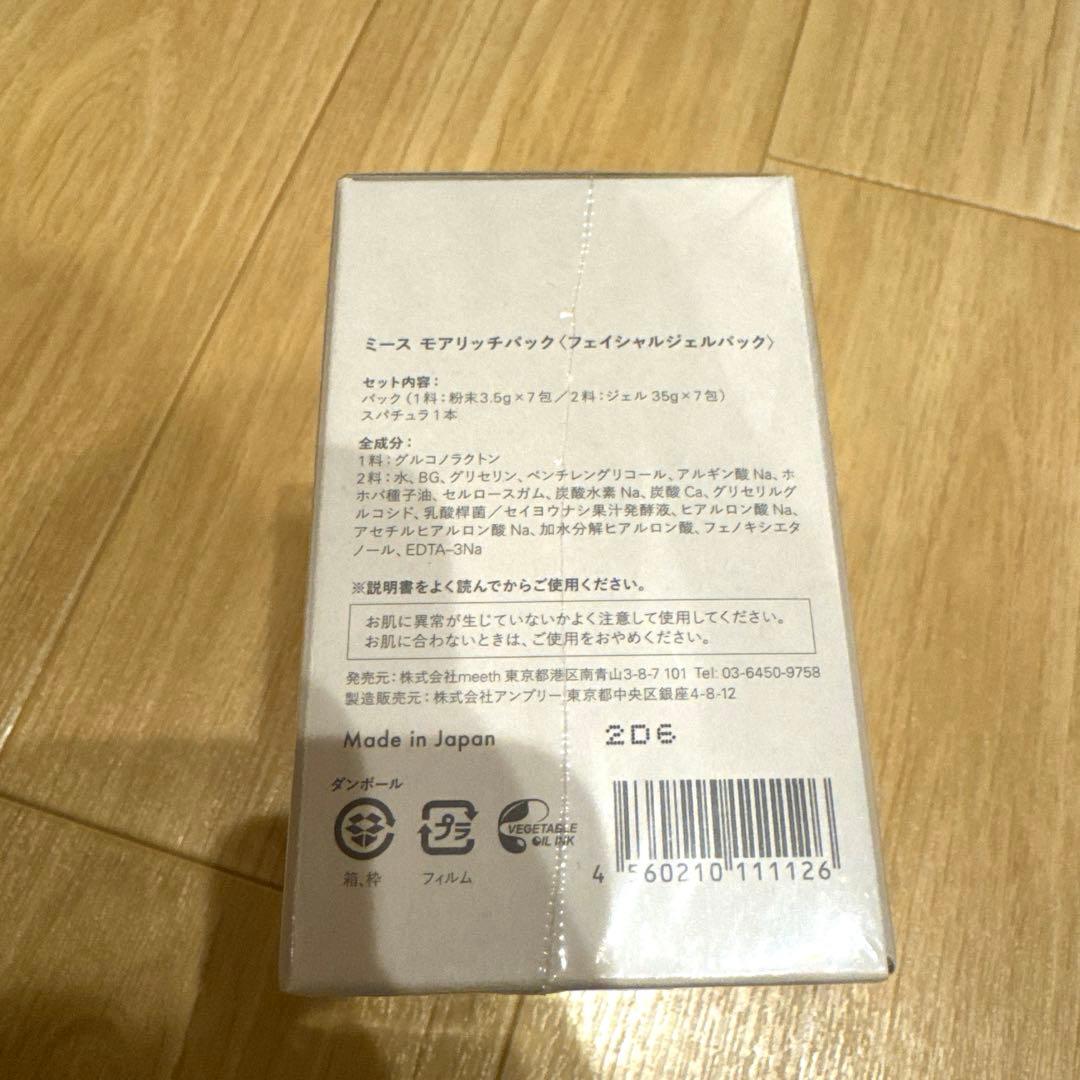 ミース モアリッチパック〈フェイシャルジェルパック〉
セット内容：
パック（1料：粉末3.5g×7包／2料：ジェル 35g×7包）
スパチュラ1本
全成分：
1料：グルコノラクトン
2料：水、BG、グリセリン、ペンチレングリコール、アルギン酸Na、ホ
ホバ種子油、セルロースガム、炭酸水素Na、炭酸Ca、グリセリルグ
ルコシド、乳酸桿菌／セイヨウナシ果汁発酵液、ヒアルロン酸Na、
アセチルヒアルロン酸Na、加水分解ヒアルロン酸、フェノキシエタ
ノール、EDTA–3Na
※説明書をよく読んでからご使用ください。
お肌に異常が生じていないかよく注意して使用してください。
お肌に合わないときは、ご使用をおやめください。
発売元：株式会社meeth 東京都港区南青山3-8-7 101 Tel: 03-6450-9758
製造販売元：株式会社アンブリー 東京都中央区銀座4-8-12
Made in Japan
2D6
ダンボール
プラ
VEGETABLE
OIL INK
箱、枠
フィルム
4 560210 111126